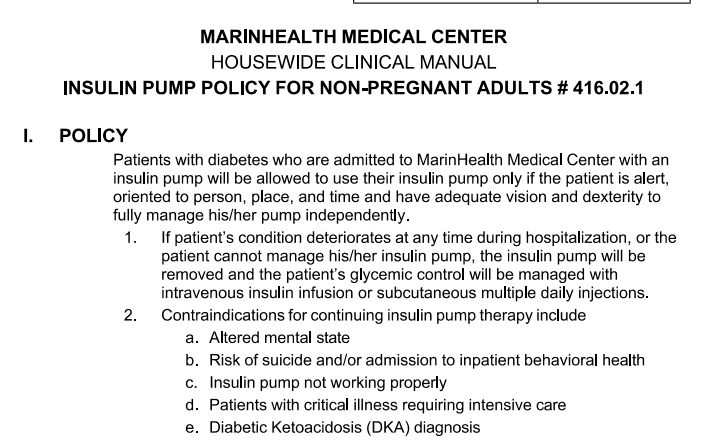 MARINHEALTH MEDICAL CENTER
HOUSEWIDE CLINICAL MANUAL
INSULIN PUMP POLICY FOR NON-PREGNANT ADULTS # 416.02.1
I. POLICY
Patients with diabetes who are admitted to MarinHealth Medical Center with an
insulin pump will be allowed to use their insulin pump only if the patient is alert,
oriented to person, place, and time and have adequate vision and dexterity to
fully manage his/her pump independently.
1. If patient's condition deteriorates at any time during hospitalization, or the
patient cannot manage his/her insulin pump, the insulin pump will be
removed and the patient's glycemic control will be managed with
intravenous insulin infusion or subcutaneous multiple daily injections.
2. Contraindications for continuing insulin pump therapy include
a. Altered mental state
b. Risk of suicide and/or admission to inpatient behavioral health
c. Insulin pump not working properly
d. Patients with critical illness requiring intensive care
e. Diabetic Ketoacidosis (DKA) diagnosis